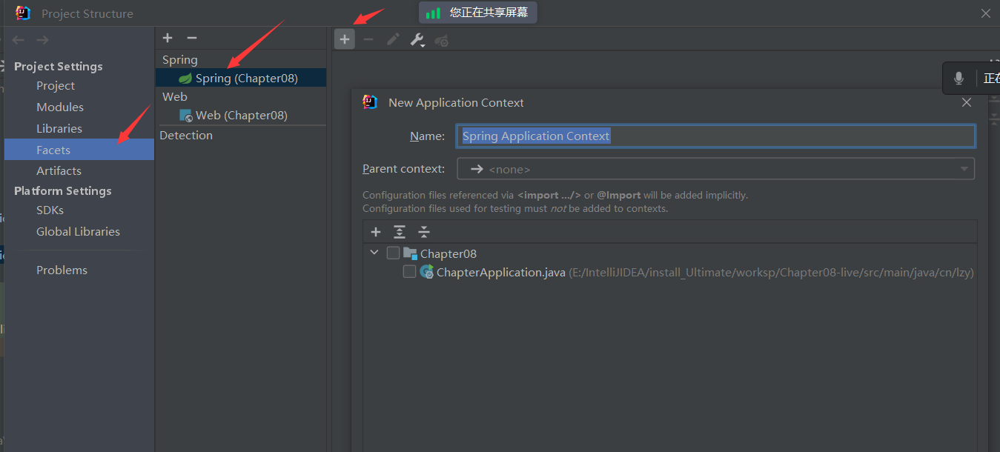 Project Structure
您正在共享屏幕
Project Settings
Project
Modules
Libraries
Facets
Artifacts
Platform Settings
SDKs
Global Libraries
Problems
Spring
Spring (Chapter08)
Web
Web (Chapter08)
Detection
正在
New Application Context
Name: Spring Application Context
Parent context: <none>
Configuration files referenced via <import .../> or @Import will be added implicitly.
Configuration files used for testing must not be added to contexts.
Chapter08
ChapterApplication.java (E:/IntelliJIDEA/install_Ultimate/worksp/Chapter08-live/src/main/java/cn/lzy)